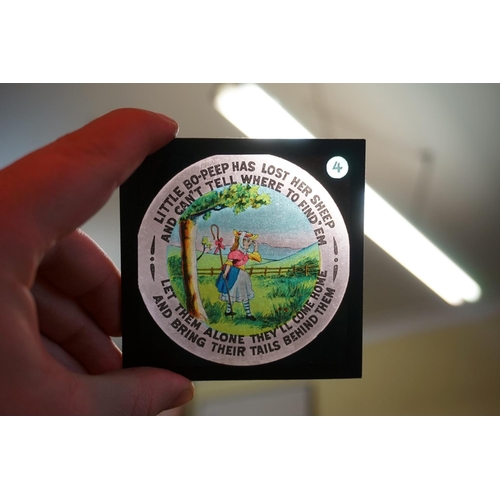 4
LITTLE BO-PEEP HAS LOST HER SHEEP
AND CAN'T TELL WHERE TO FIND 'EM
LET THEM ALONE THEY'LL COME HOME
AND BRING THEIR TAILS BEHIND THEM